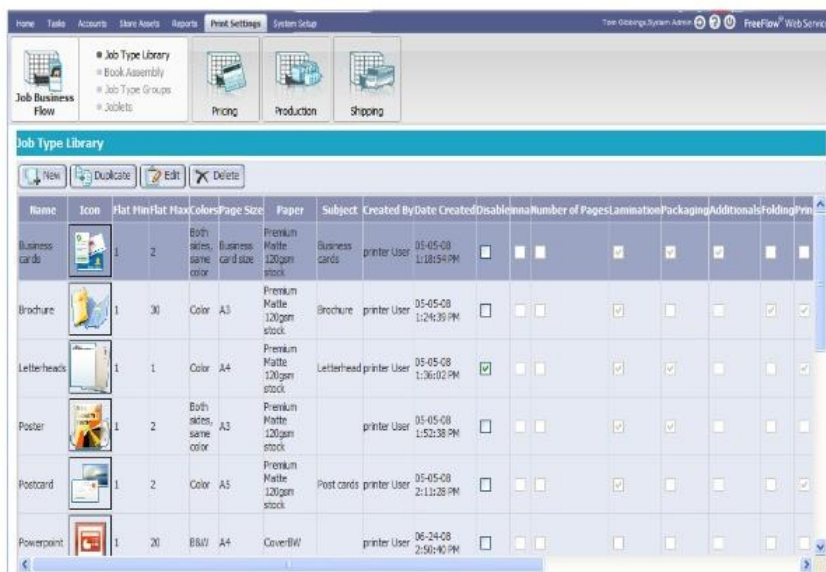 Home Tasks Accounts Store Assets Reports Print Settings System Setup Tom Gibbings,System Admin FreeFlow® Web Service
Job Business Flow
Job Type Library
Book Assembly
Job Type Groups
Joblets
Pricing
Production
Shipping
Job Type Library
New Duplicate Edit Delete
Name Icon Flat Min Flat Max Colors Page Size Paper Subject Created By Date Created Disable Number of Pages Lamination Packaging Additionals Folding Prin
Business cards 1 2 Both sides, same color Business card size Premium Matte 120gsm stock Business cards printer User 05-05-08 1:18:54 PM
Brochure 1 30 Color A3 Premium Matte 120gsm stock Brochure printer User 05-05-08 1:24:39 PM
Letterheads 1 1 Color A4 Premium Matte 120gsm stock Letterhead printer User 05-05-08 1:36:02 PM
Poster 1 2 Both sides, same color A3 Premium Matte 120gsm stock printer User 05-05-08 1:52:38 PM
Postcard 1 2 Color A5 Premium Matte 120gsm stock Post cards printer User 05-05-08 2:11:28 PM
Powerpoint 1 20 B&W A4 CoverBW printer User 06-24-08 2:50:40 PM